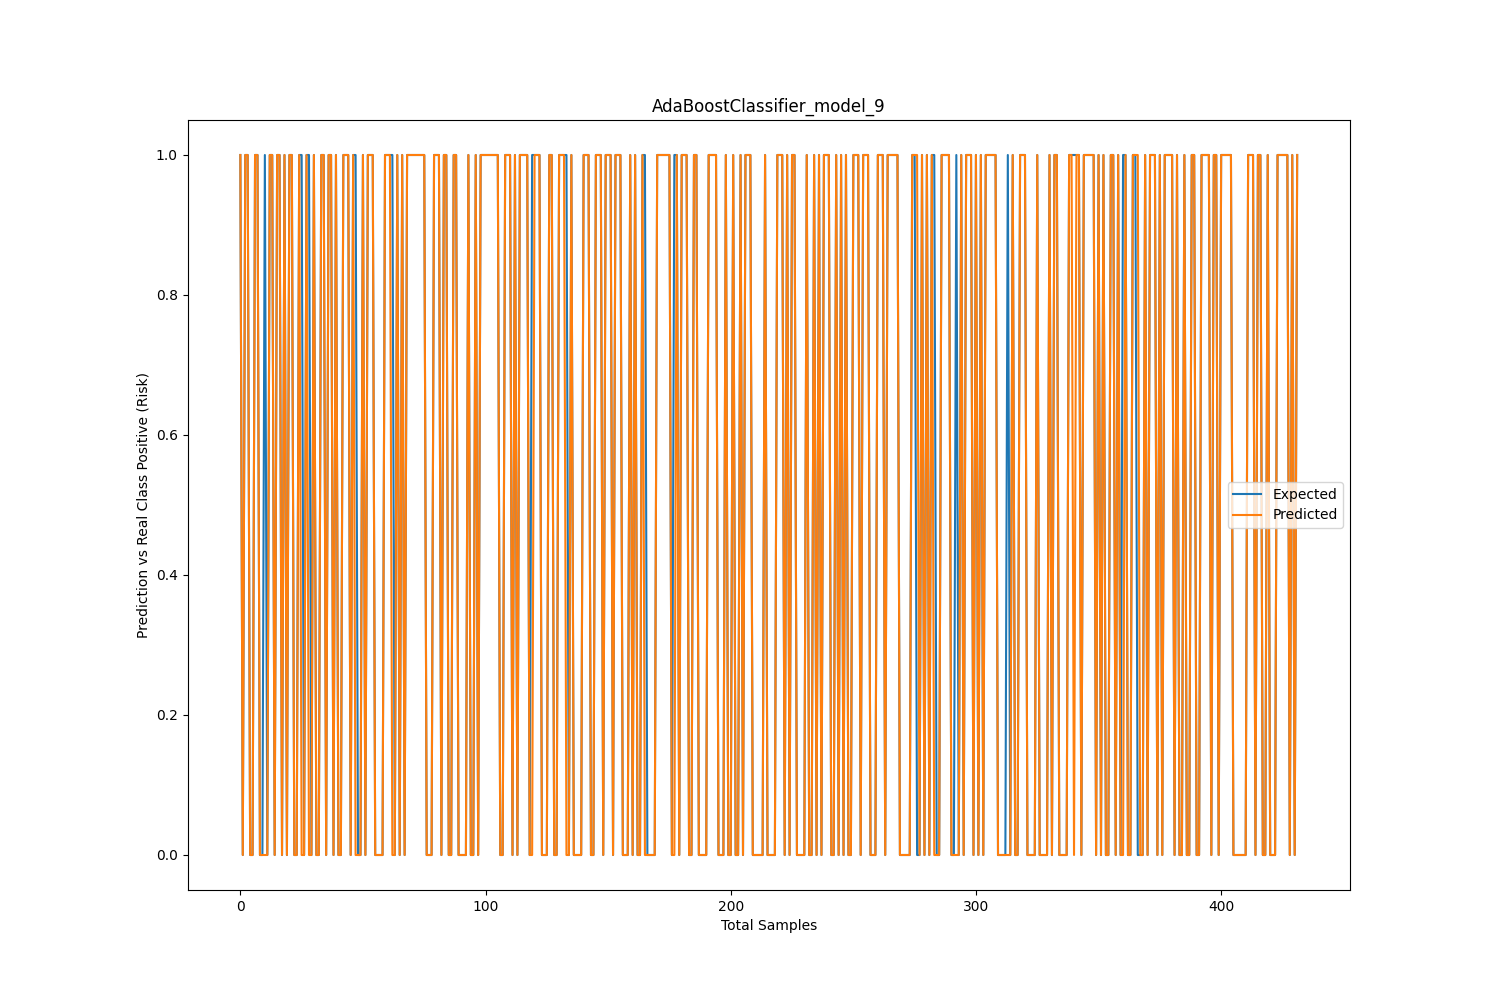 AdaBoostClassifier_model_9
Prediction vs Real Class Positive (Risk)
1.0
0.8
0.6
0.4
0.2
0.0
Expected
Predicted
0
100
200
300
400
Total Samples